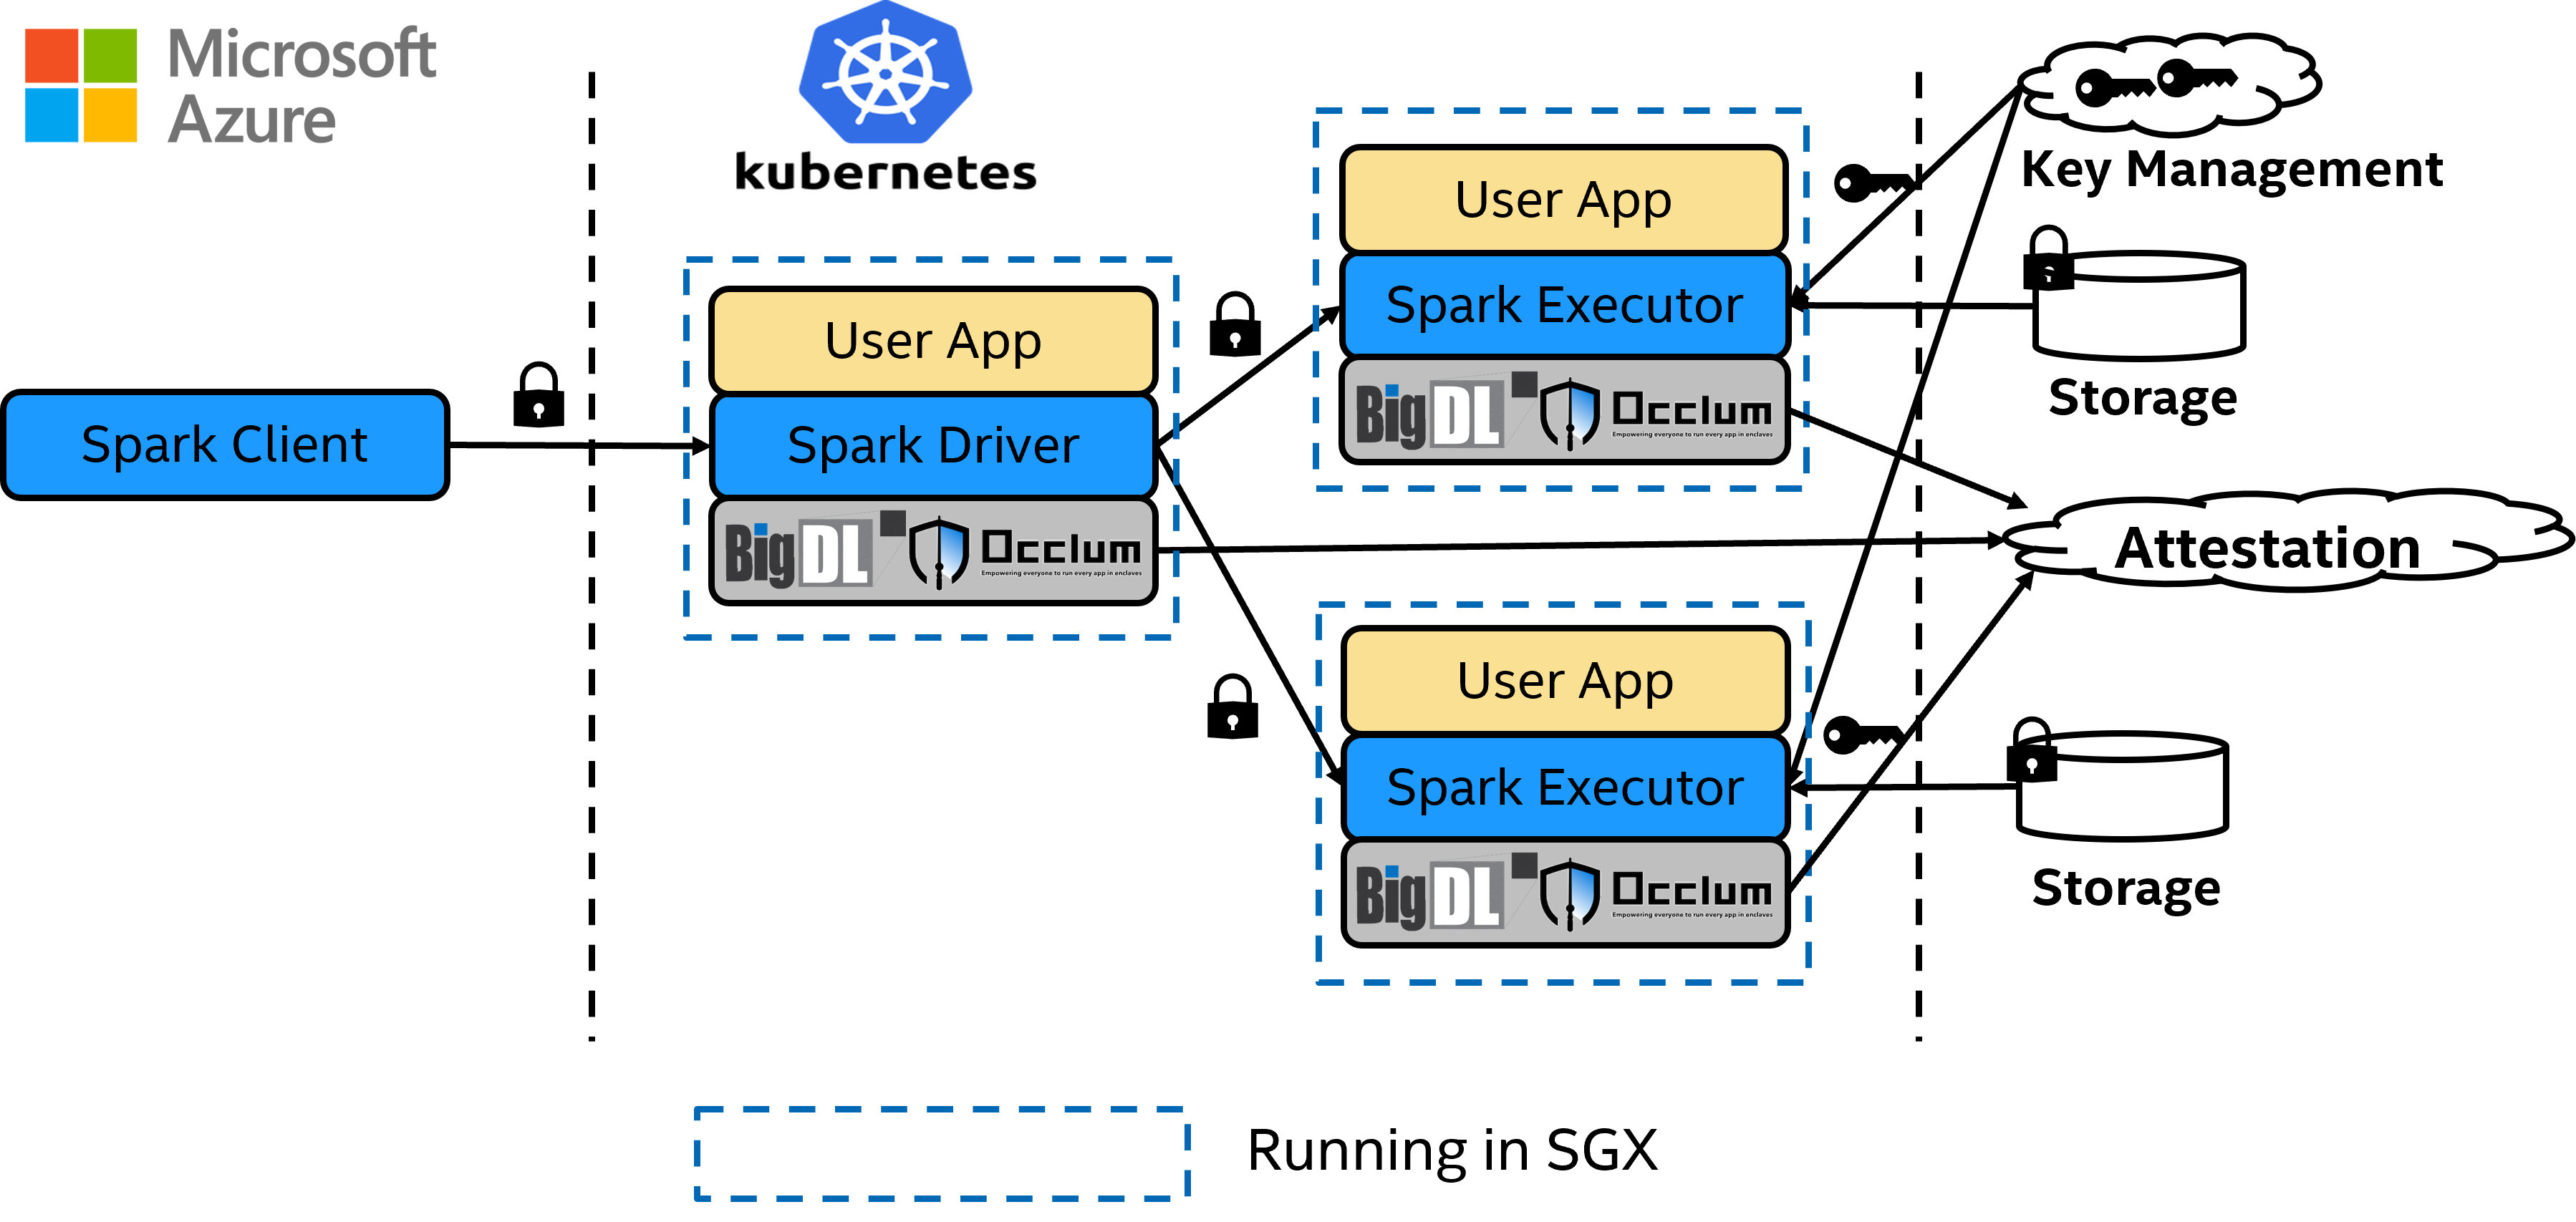 Microsoft
Azure
kubernetes
Spark Client
User App
Spark Driver
BigDL
Occlum
Empowering everyone to run every app in enclaves
User App
Spark Executor
BigDL
Occlum
Empowering everyone to run every app in enclaves
User App
Spark Executor
BigDL
Occlum
Empowering everyone to run every app in enclaves
Key Management
Storage
Attestation
Storage
Running in SGX